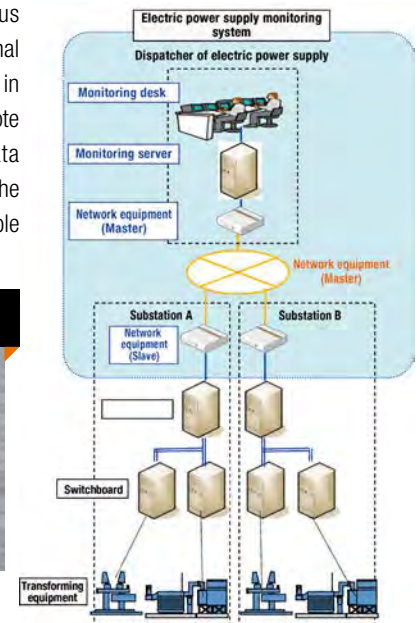 us
nal
in
ote
ata
he
ble
Electric power supply monitoring
system
Dispatcher of electric power supply
Monitoring desk
Monitoring server
Network equipment
(Master)
Network equipment
(Master)
Substation A
Substation B
Network
equipment
(Slave)
Switchboard
Transforming
equipment